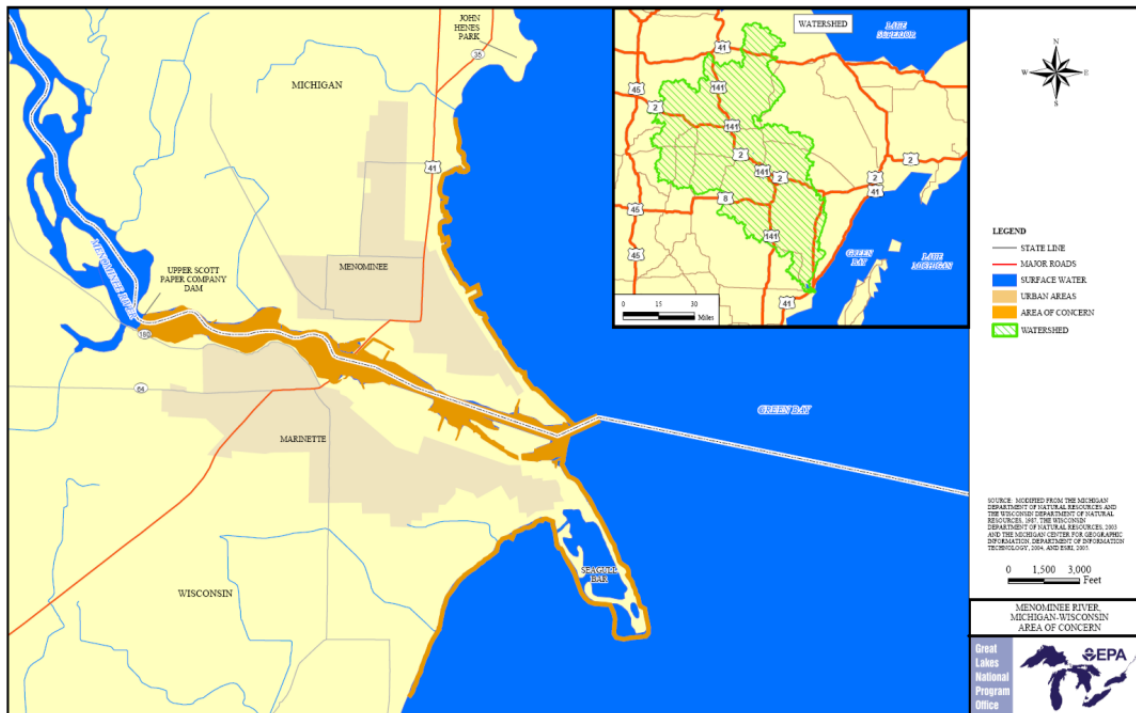 JOHN
HENES
PARK
35
MICHIGAN
41
MENOMINEE
MENOMINEE RIVER
UPPER SCOTT
PAPER COMPANY
DAM
180
64
MARINETTE
GREEN BAY
SEAGULL
BAR
WISCONSIN
WATERSHED
LAKE
SUPERIOR
41
45
141
2
141
2
2
141
2
2
41
8
45
141
45
GREEN
BAY
LAKE
MICHIGAN
41
0 15 30
Miles
N
W E
S
LEGEND
STATE LINE
MAJOR ROADS
SURFACE WATER
URBAN AREAS
AREA OF CONCERN
WATERSHED
SOURCE: MODIFIED FROM THE MICHIGAN
DEPARTMENT OF NATURAL RESOURCES AND
THE WISCONSIN DEPARTMENT OF NATURAL
RESOURCES, 1987, THE WISCONSIN
DEPARTMENT OF NATURAL RESOURCES, 2003
AND THE MICHIGAN CENTER FOR GEOGRAPHIC
INFORMATION, DEPARTMENT OF INFORMATION
TECHNOLOGY, 2004, AND ESRI, 2005.
0 1,500 3,000
Feet
MENOMINEE RIVER,
MICHIGAN-WISCONSIN
AREA OF CONCERN
Great
Lakes
National
Program
Office
EPA